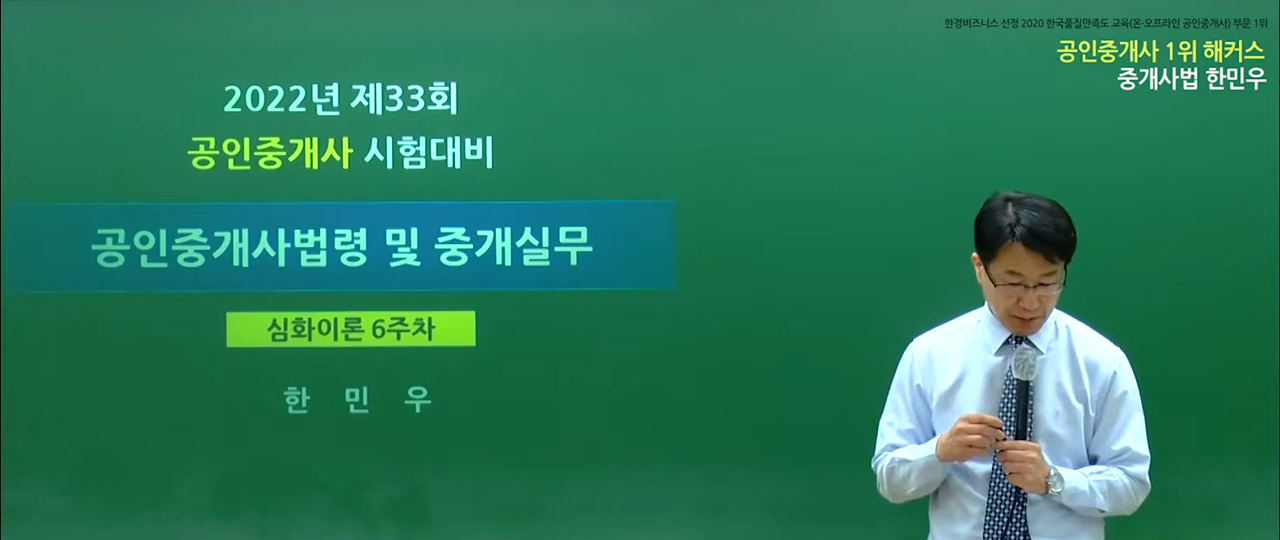 한경비즈니스 선정 2020 한국품질만족도 교육(온·오프라인 공인중개사) 부문 1위
공인중개사 1위 해커스
중개사법 한민우
2022년 제33회
공인중개사 시험대비
공인중개사법령 및 중개실무
심화이론 6주차
한 민 우